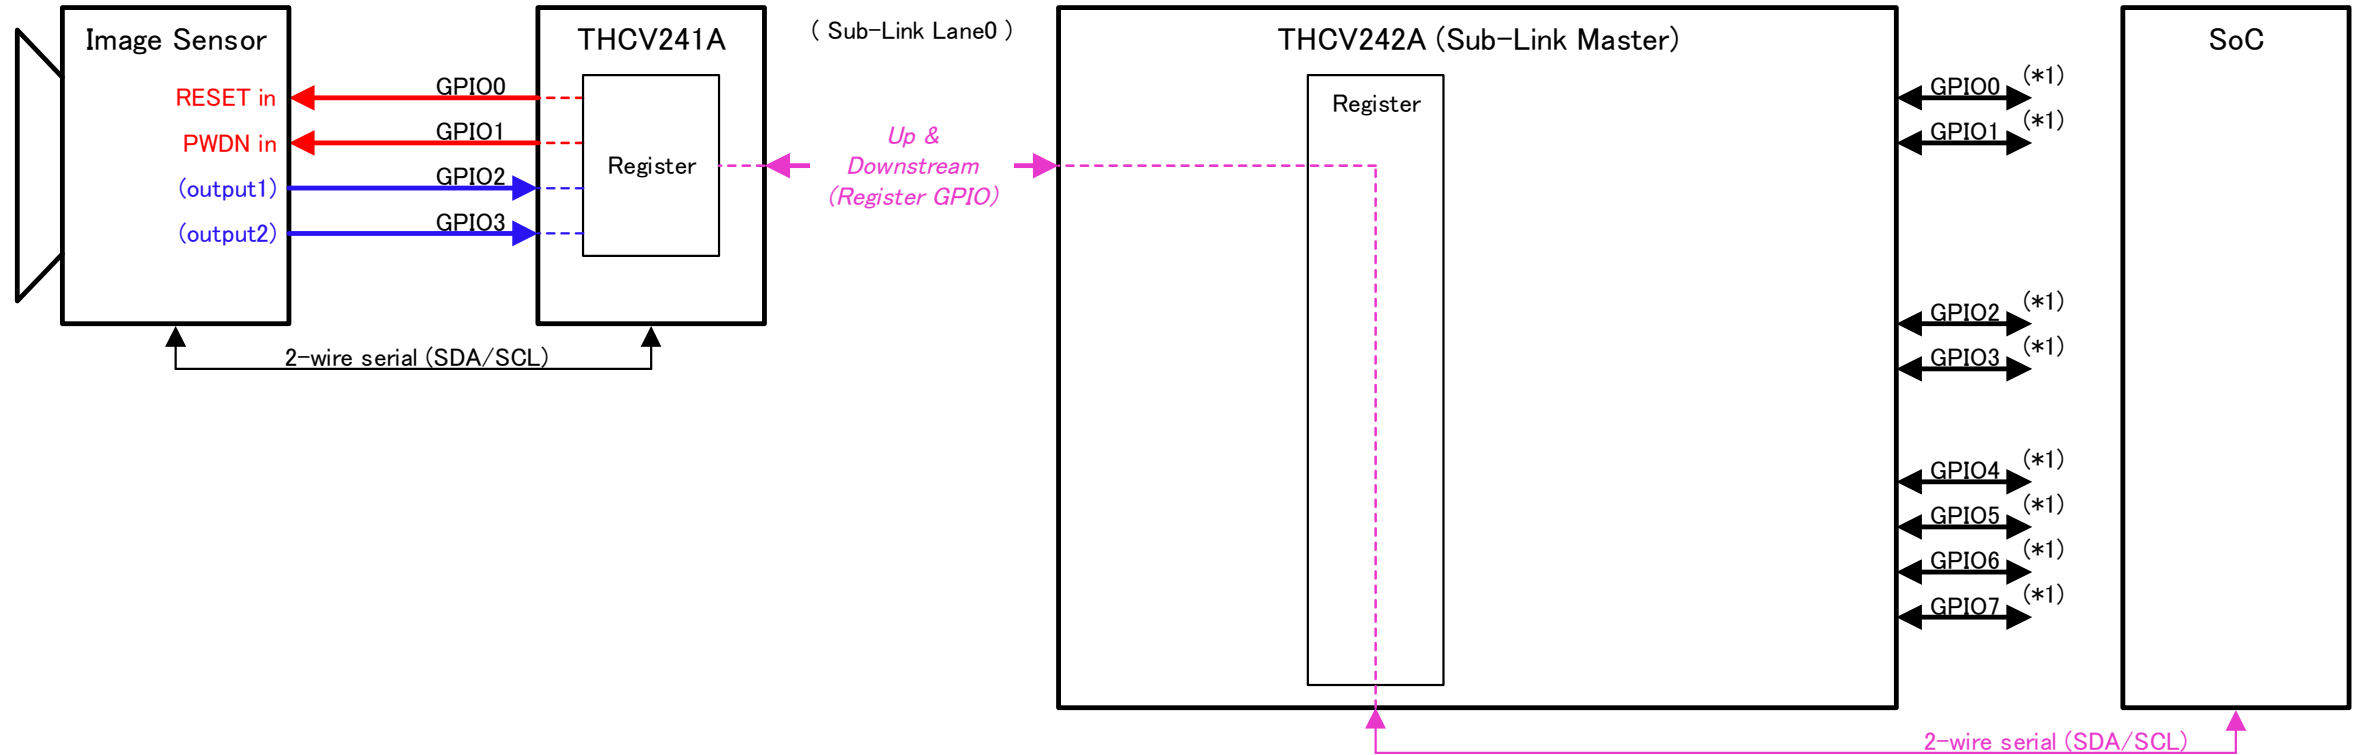 Image Sensor
RESET in
PWDN in
(output1)
(output2)
GPIO0
GPIO1
GPIO2
GPIO3
2-wire serial (SDA/SCL)
THCV241A
Register
( Sub-Link Lane0 )
Up &
Downstream
(Register GPIO)
THCV242A (Sub-Link Master)
Register
GPIO0 (*1)
GPIO1 (*1)
GPIO2 (*1)
GPIO3 (*1)
GPIO4 (*1)
GPIO5 (*1)
GPIO6 (*1)
GPIO7 (*1)
SoC
2-wire serial (SDA/SCL)